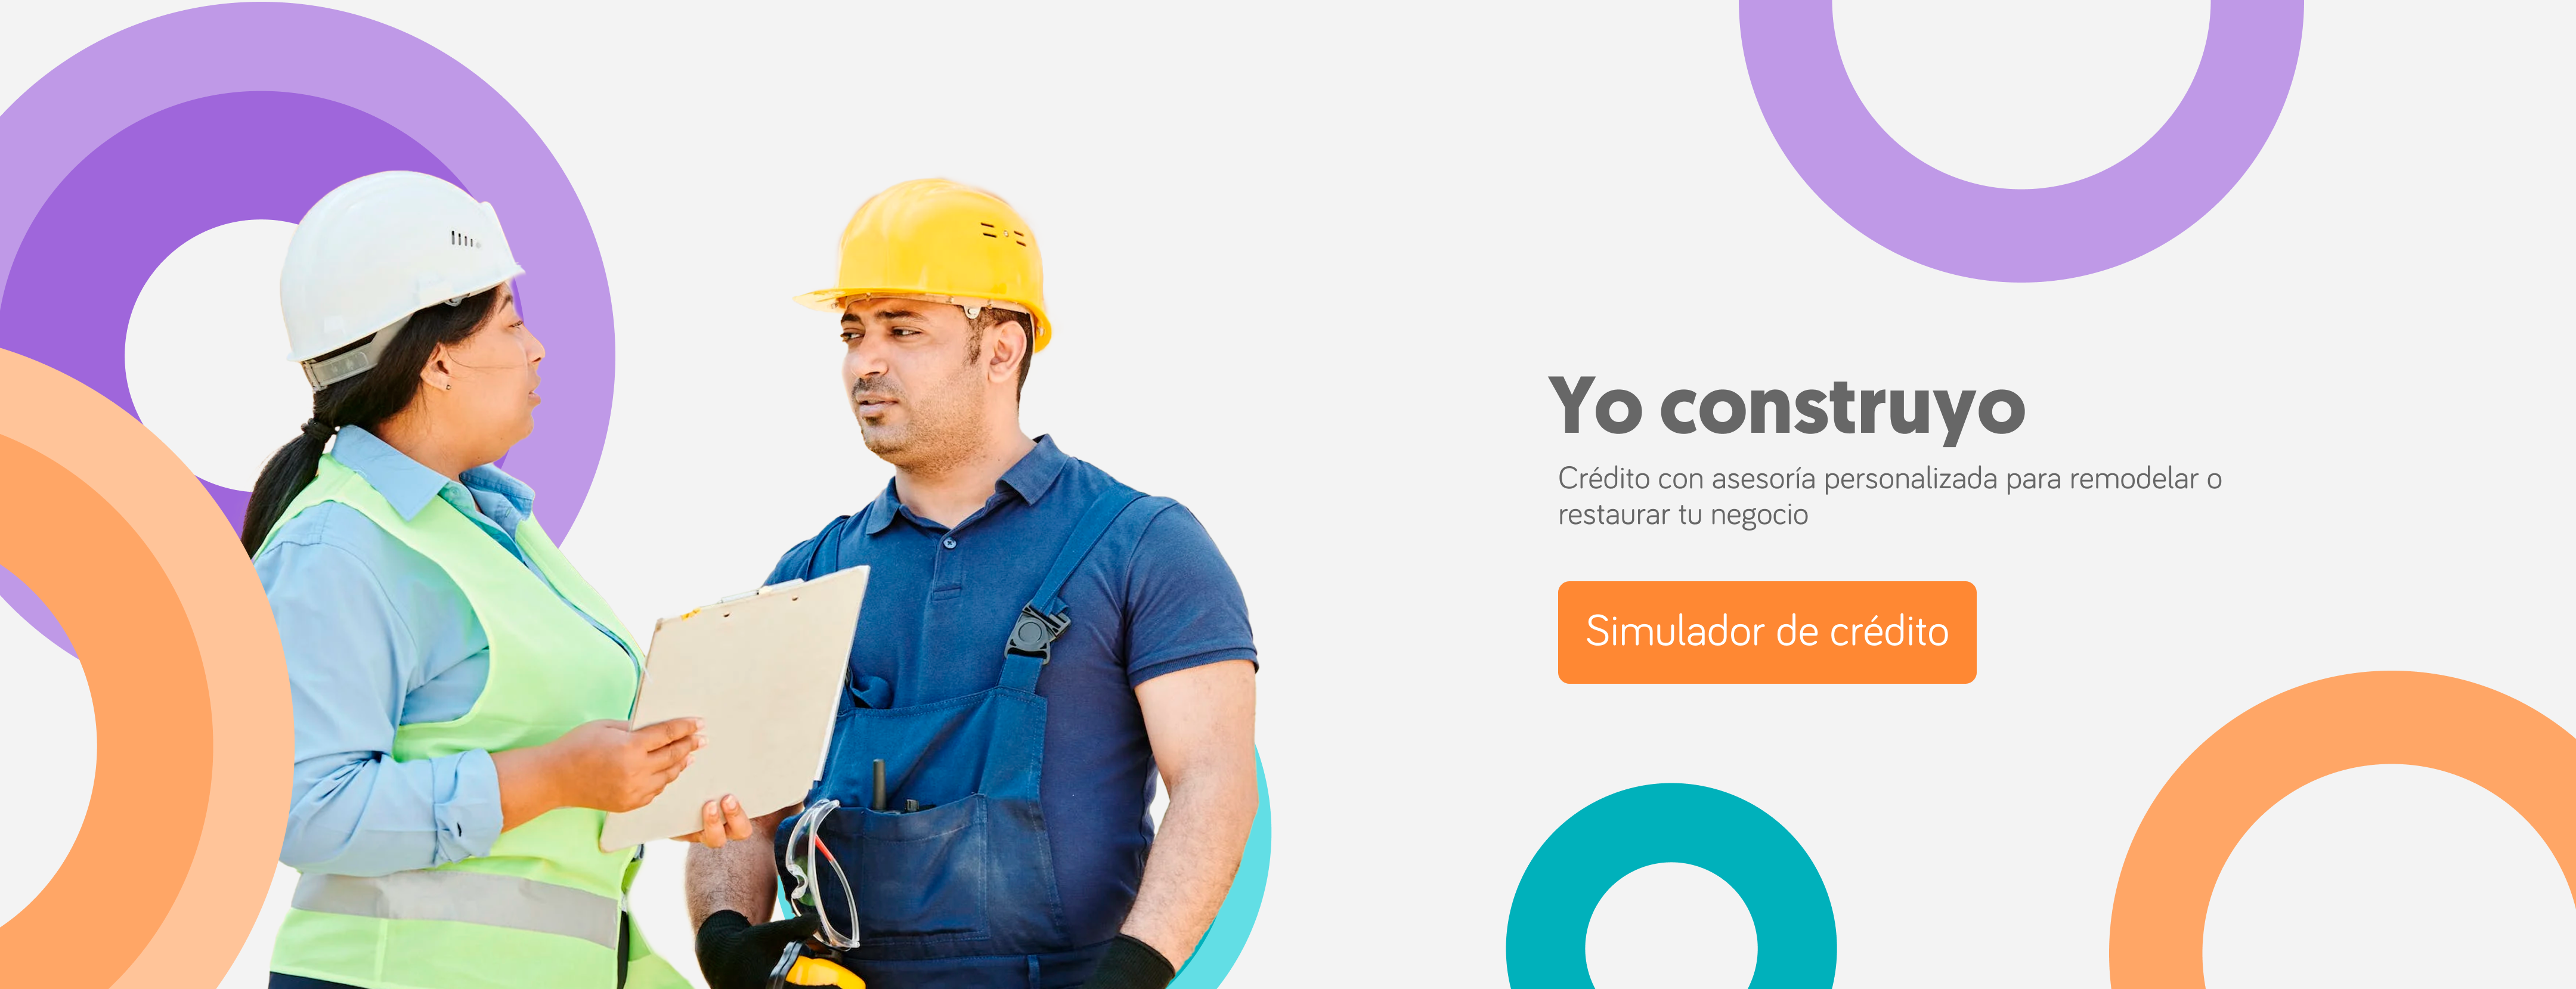 Yo construyo
Crédito con asesoría personalizada para remodelar o
restaurar tu negocio
Simulador de crédito